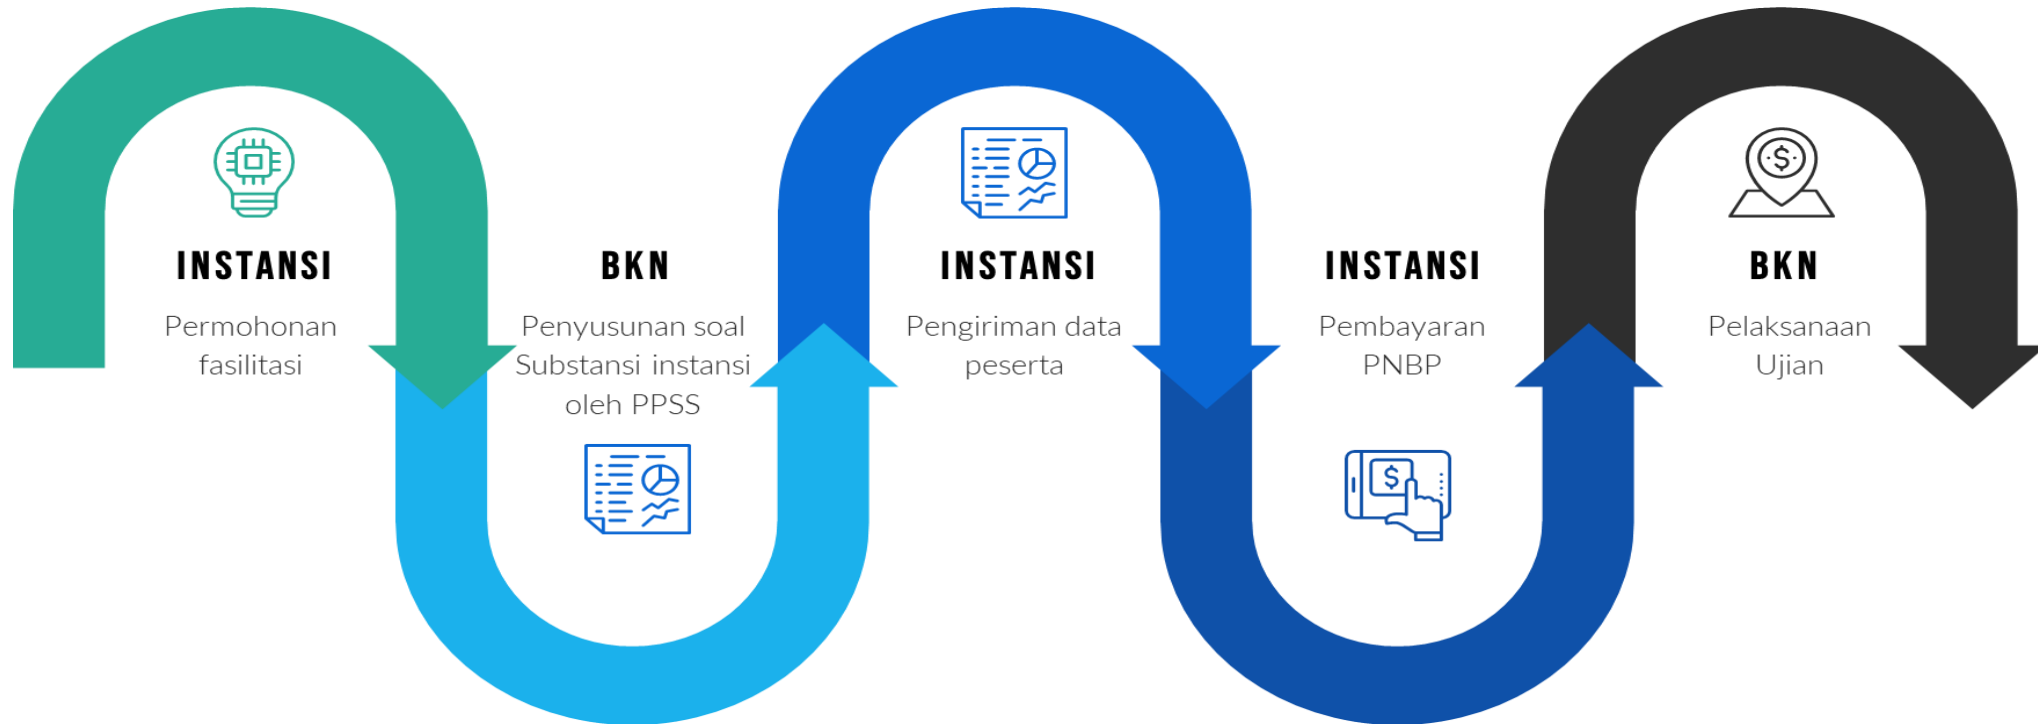 INSTANSI
Permohonan
fasilitasi
BKN
Penyusunan soal
Substansi instansi
oleh PPSS
INSTANSI
Pengiriman data
peserta
INSTANSI
Pembayaran
PNBP
BKN
Pelaksanaan
Ujian